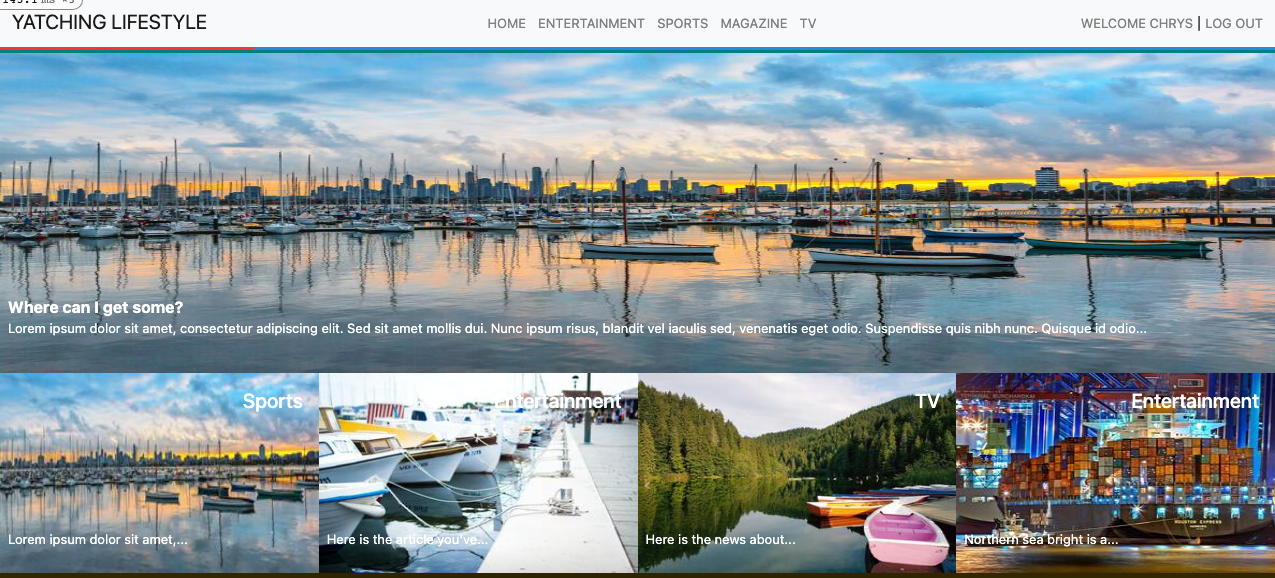 YATCHING LIFESTYLE
HOME ENTERTAINMENT SPORTS MAGAZINE TV
WELCOME CHRYS | LOG OUT
Where can I get some?
Lorem ipsum dolor sit amet, consectetur adipiscing elit. Sed sit amet mollis dui. Nunc ipsum risus, blandit vel iaculis sed, venenatis eget odio. Suspendisse quis nibh nunc. Quisque id odio...
Sports
Entertainment
TV
Entertainment
Lorem ipsum dolor sit amet,...
Here is the article you've...
Here is the news about...
HOUSTON EXPRESS
Northern sea bright is a...